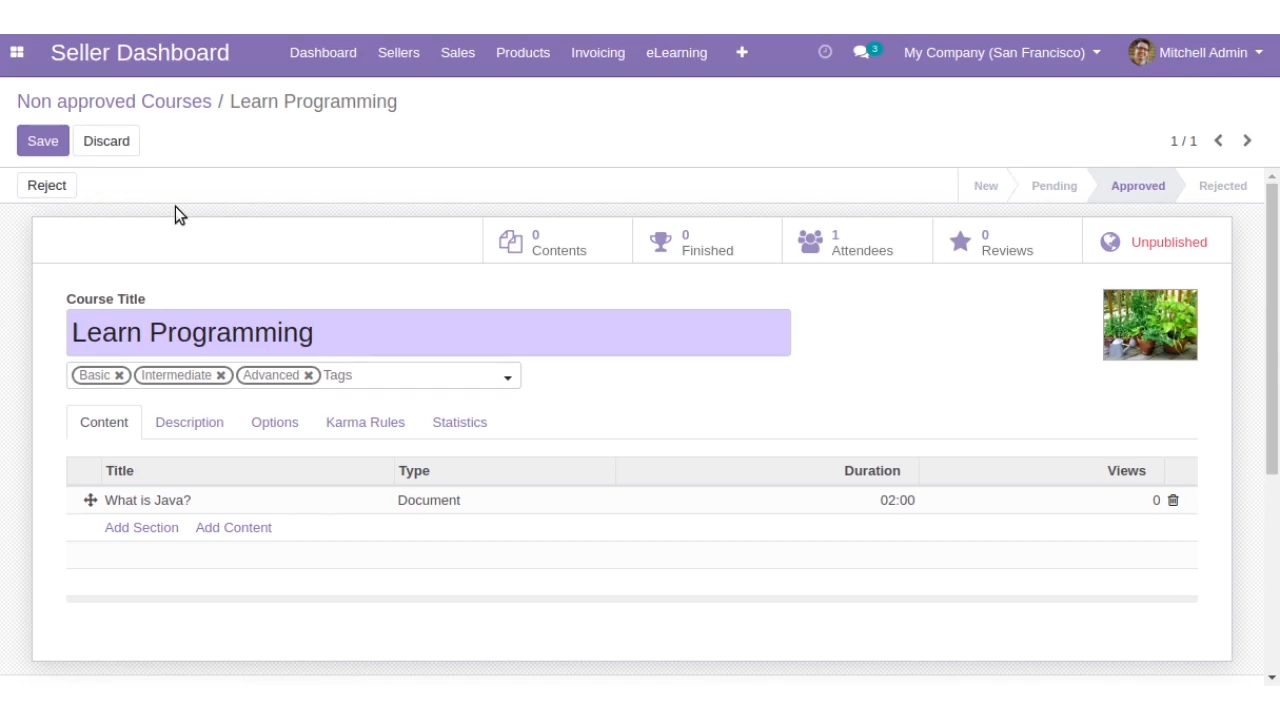 Seller Dashboard Dashboard Sellers Sales Products Invoicing eLearning 3 My Company (San Francisco) Mitchell Admin
Non approved Courses / Learn Programming
Save Discard 1 / 1
Reject New Pending Approved Rejected
0 Contents
0 Finished
1 Attendees
0 Reviews
Unpublished
Course Title
Learn Programming
Basic Intermediate Advanced Tags
Content Description Options Karma Rules Statistics
Title Type Duration Views
What is Java? Document 02:00 0
Add Section Add Content